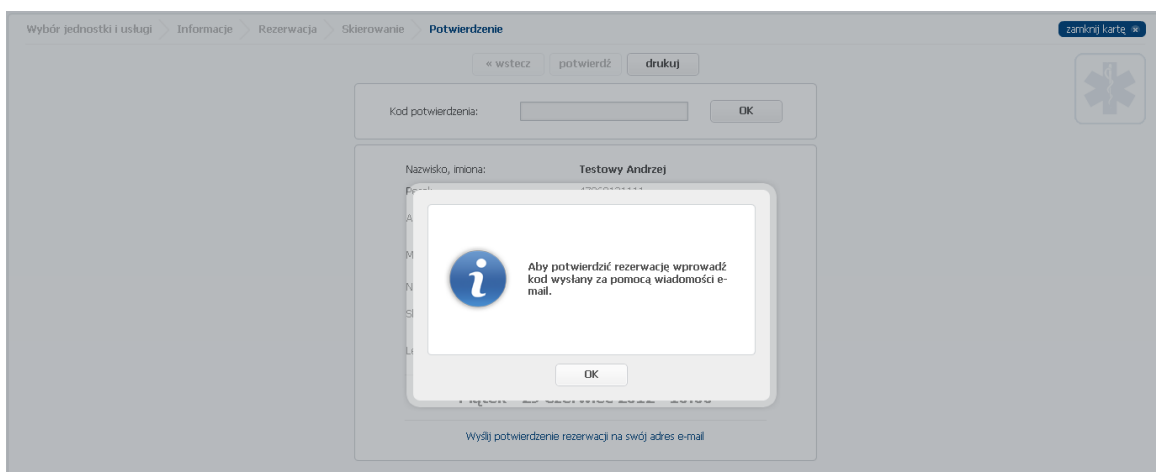 Wybór jednostki i usługi Informacje Rezerwacja Skierowanie Potwierdzenie zamknij kartę
« wstecz potwierdź drukuj
Kod potwierdzenia: OK
Nazwisko, imiona: Testowy Andrzej
Aby potwierdzić rezerwację wprowadź
kod wysłany za pomocą wiadomości e-
mail.
OK
Wyślij potwierdzenie rezerwacji na swój adres e-mail